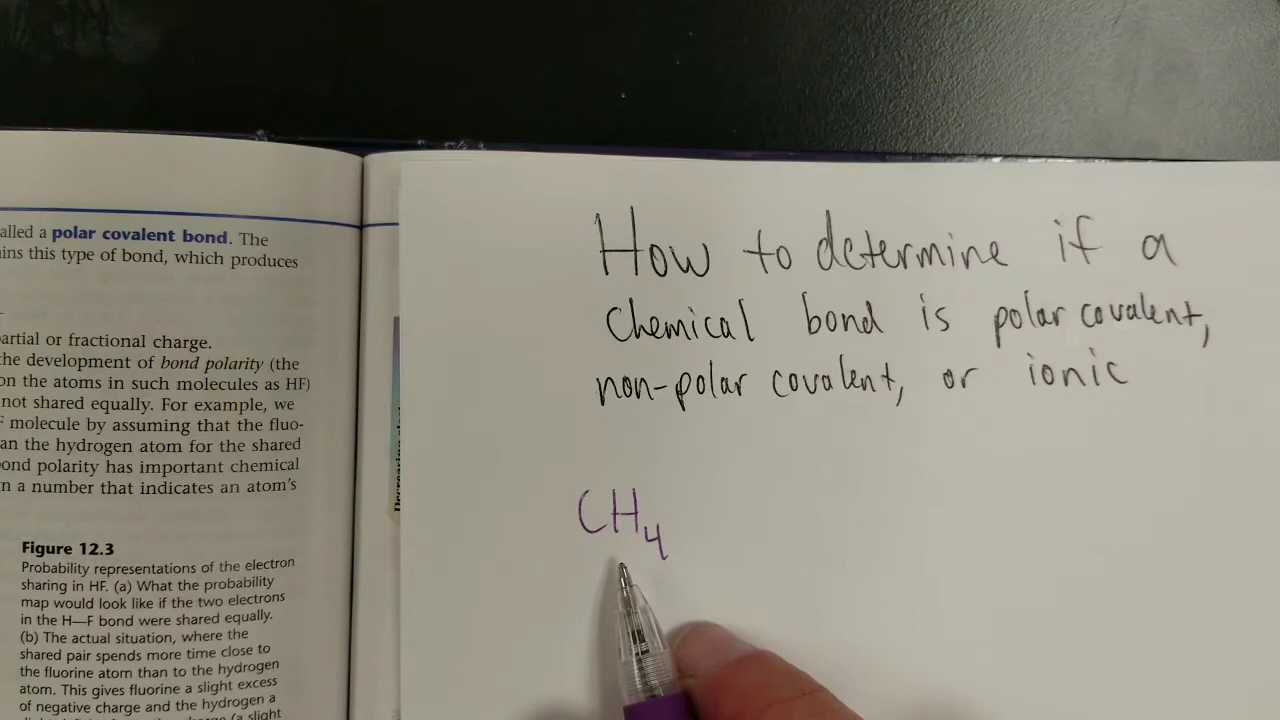 alled a polar covalent bond. The
ins this type of bond, which produces
artial or fractional charge.
the development of bond polarity (the
on the atoms in such molecules as HF)
not shared equally. For example, we
F molecule by assuming that the fluo-
an the hydrogen atom for the shared
ond polarity has important chemical
n a number that indicates an atom's
Figure 12.3
Probability representations of the electron
sharing in HF. (a) What the probability
map would look like if the two electrons
in the H—F bond were shared equally.
(b) The actual situation, where the
shared pair spends more time close to
the fluorine atom than to the hydrogen
atom. This gives fluorine a slight excess
of negative charge and the hydrogen a
How to determine if a
chemical bond is polar covalent,
non-polar covalent, or ionic
CH₄